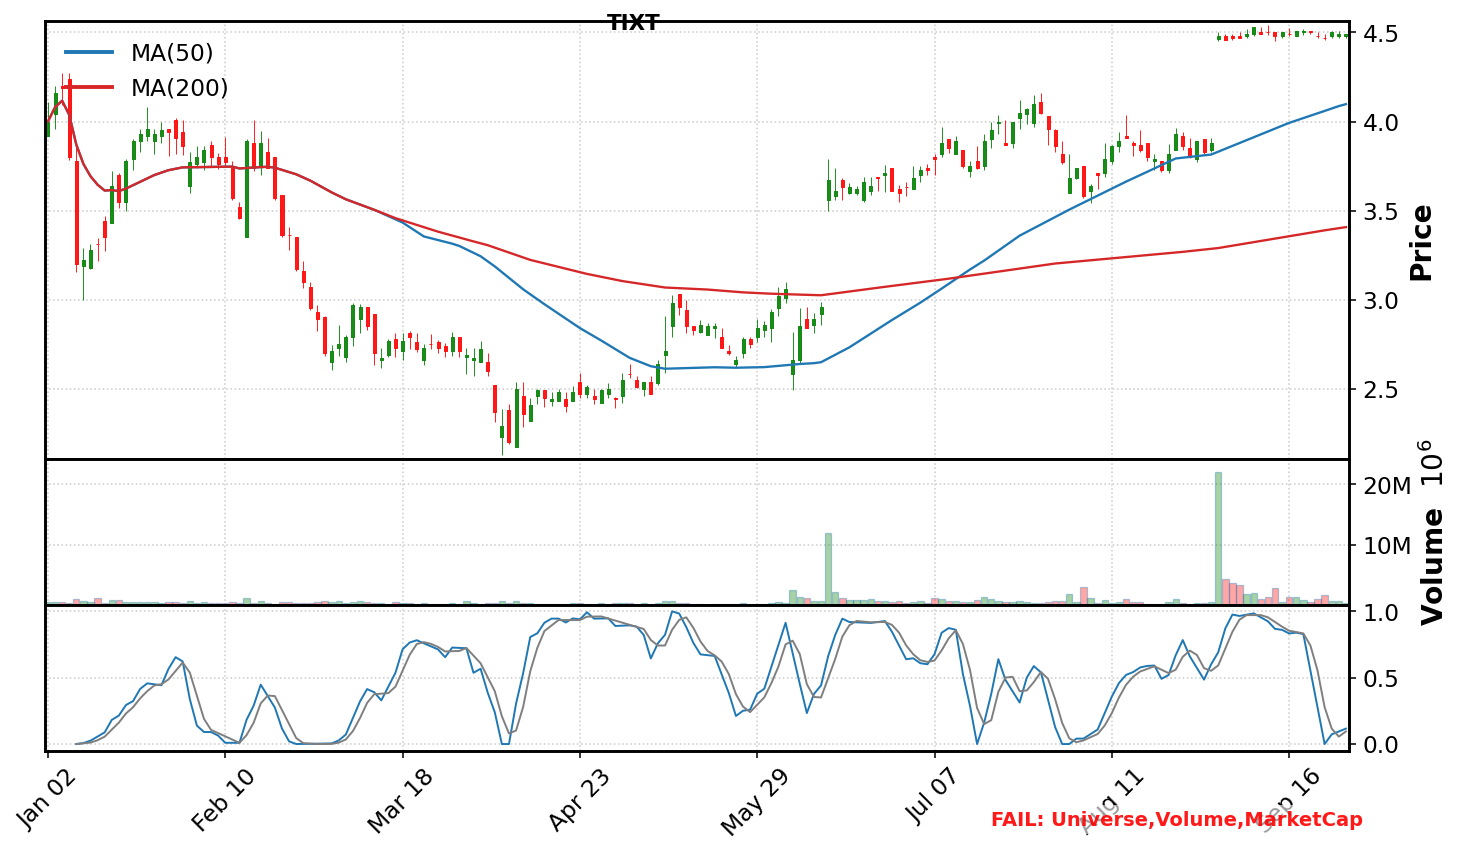 TIXT
MA(50)
MA(200)
4.5
4.0
3.5
3.0
2.5
Price
20M
10M
Volume 10^6
1.0
0.5
0.0
Jan 02
Feb 10
Mar 18
Apr 23
May 29
Jul 07
Aug 11
Sep 16
FAIL: Universe,Volume,MarketCap